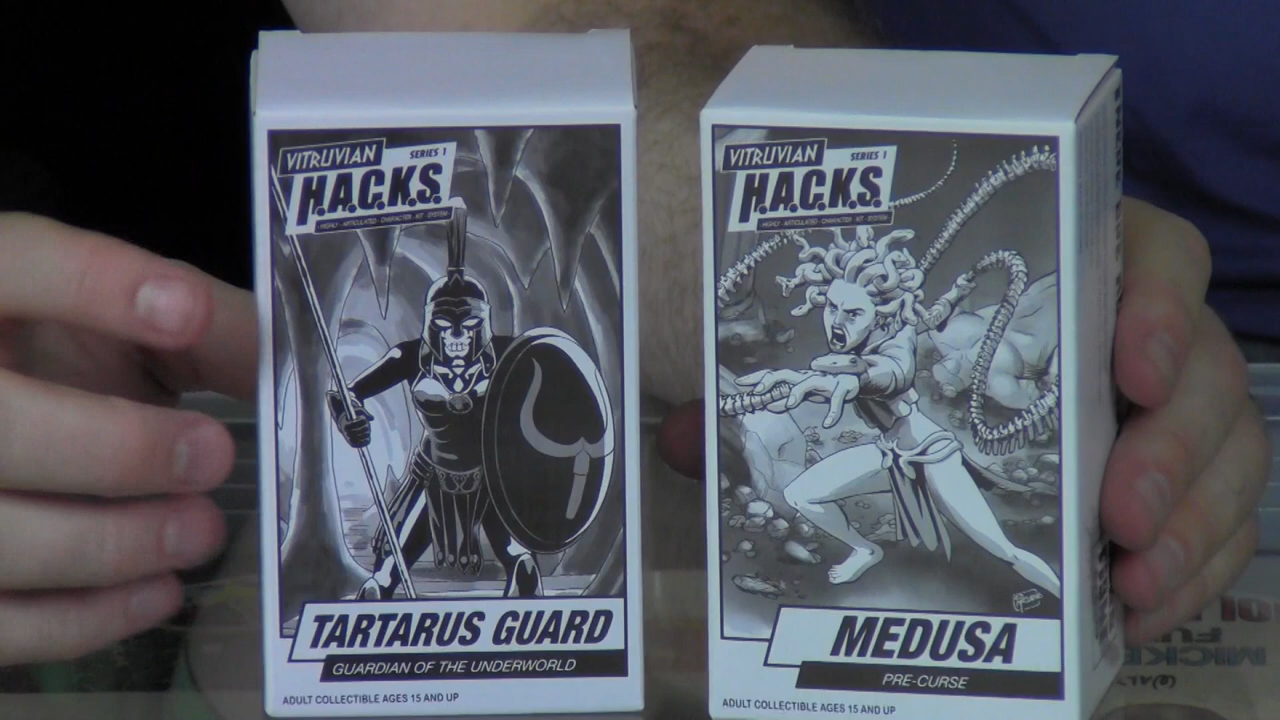 VITRUVIAN
SERIES 1
H.A.C.K.S.
HIGHLY - ARTICULATED - CHARACTER - KIT - SYSTEM
TARTARUS GUARD
GUARDIAN OF THE UNDERWORLD
ADULT COLLECTIBLE AGES 15 AND UP
VITRUVIAN
SERIES 1
H.A.C.K.S.
HIGHLY - ARTICULATED - CHARACTER - KIT - SYSTEM
MEDUSA
PRE-CURSE
ADULT COLLECTIBLE AGES 15 AND UP